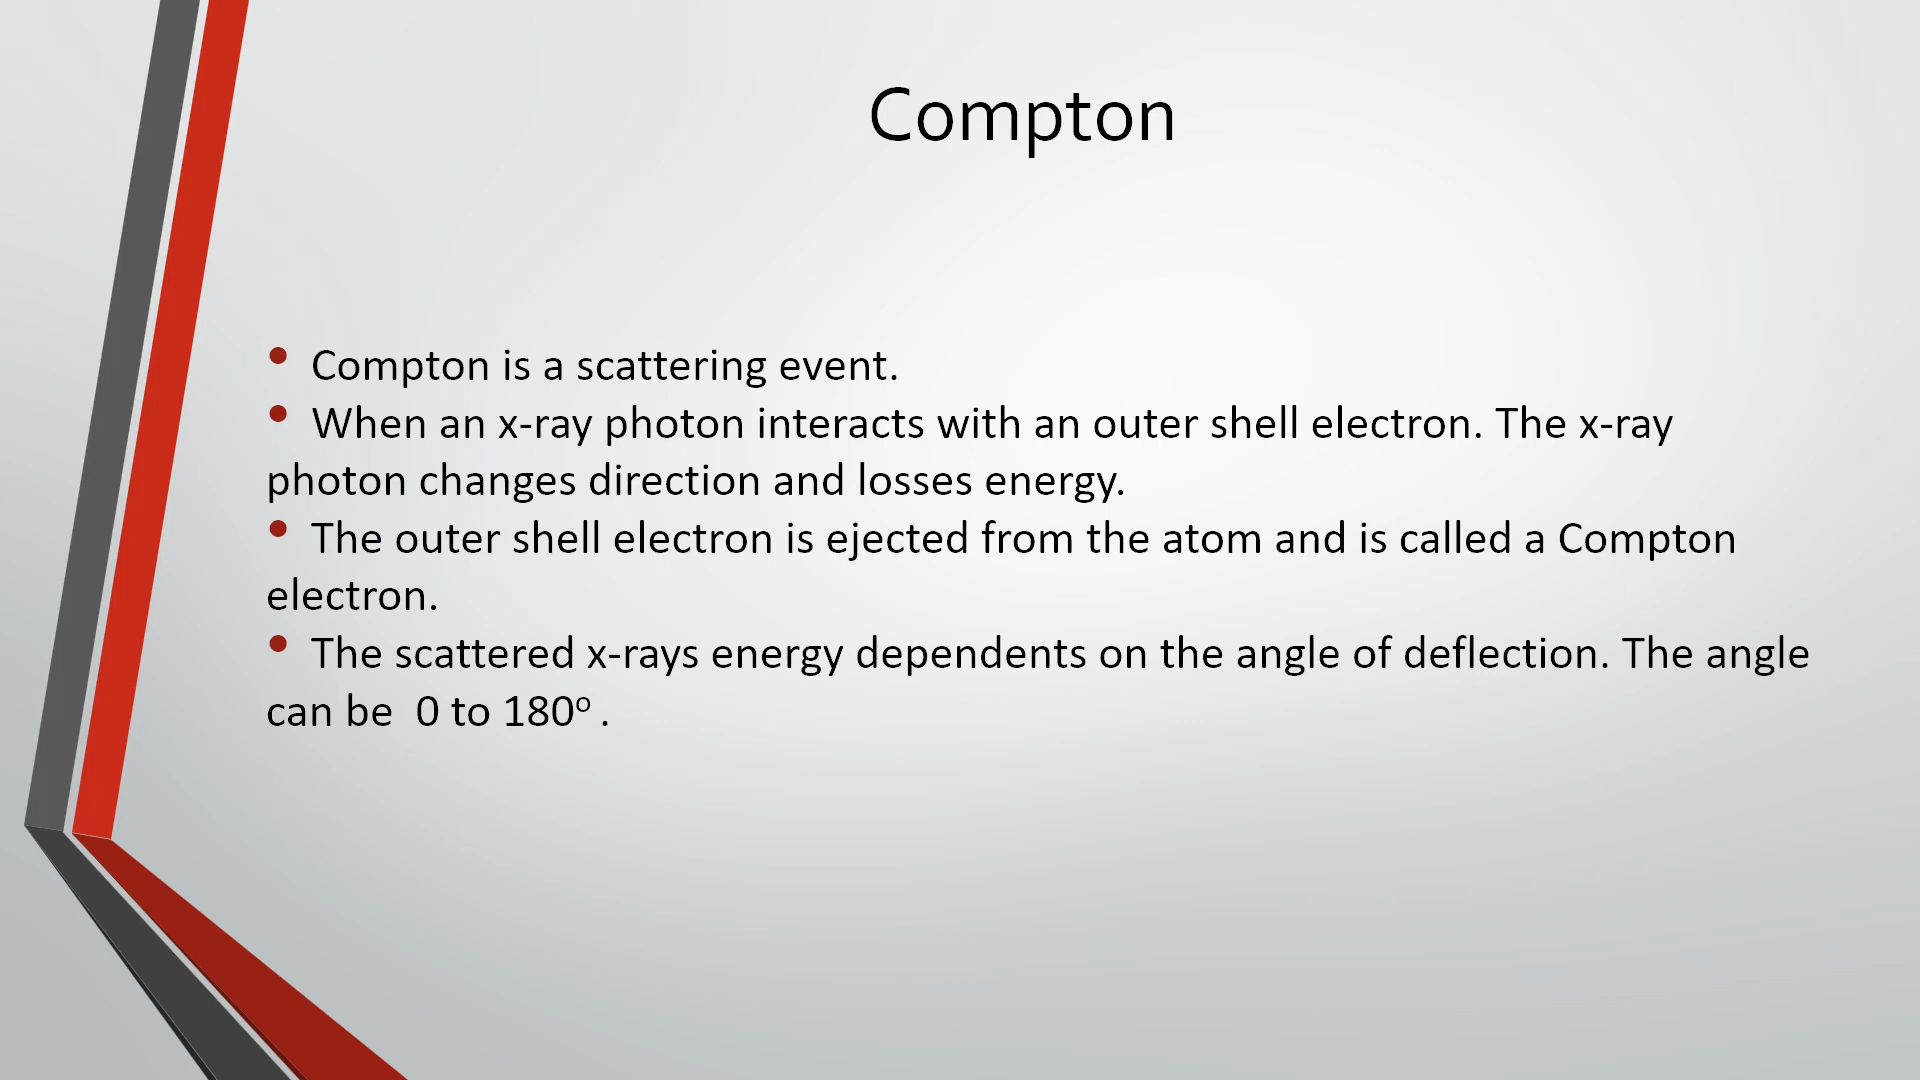 Compton
• Compton is a scattering event.
• When an x-ray photon interacts with an outer shell electron. The x-ray
photon changes direction and losses energy.
• The outer shell electron is ejected from the atom and is called a Compton
electron.
• The scattered x-rays energy dependents on the angle of deflection. The angle
can be  0 to 180º .